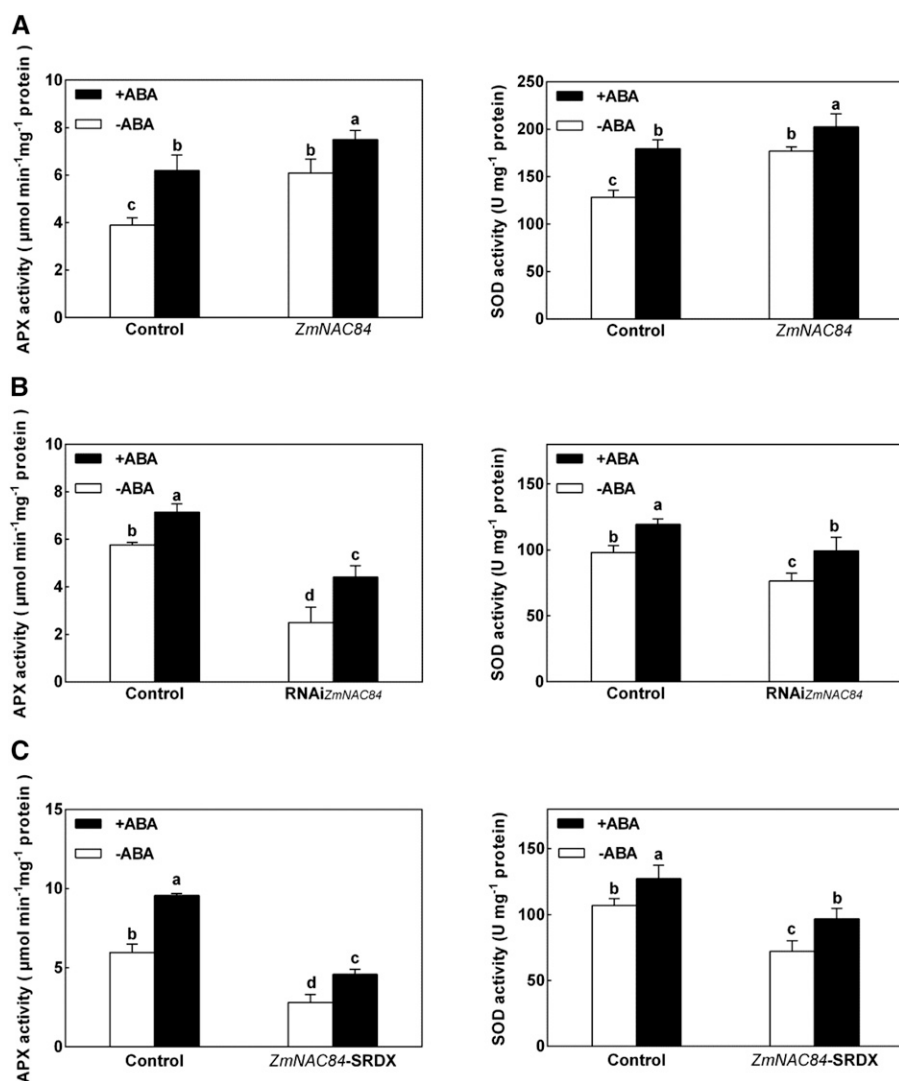 A
APX activity ( μmol min⁻¹mg⁻¹ protein )
10
8
6
4
2
0
+ABA
-ABA
c
b
b
a
Control
ZmNAC84
SOD activity (U mg⁻¹ protein)
250
200
150
100
50
0
+ABA
-ABA
c
b
b
a
Control
ZmNAC84
B
APX activity ( μmol min⁻¹mg⁻¹ protein )
10
8
6
4
2
0
+ABA
-ABA
b
a
d
c
Control
RNAiZmNAC84
SOD activity (U mg⁻¹ protein)
150
100
50
0
+ABA
-ABA
b
a
c
b
Control
RNAiZmNAC84
C
APX activity ( μmol min⁻¹mg⁻¹ protein )
15
10
5
0
+ABA
-ABA
b
a
d
c
Control
ZmNAC84-SRDX
SOD activity (U mg⁻¹ protein)
150
100
50
0
+ABA
-ABA
b
a
c
b
Control
ZmNAC84-SRDX